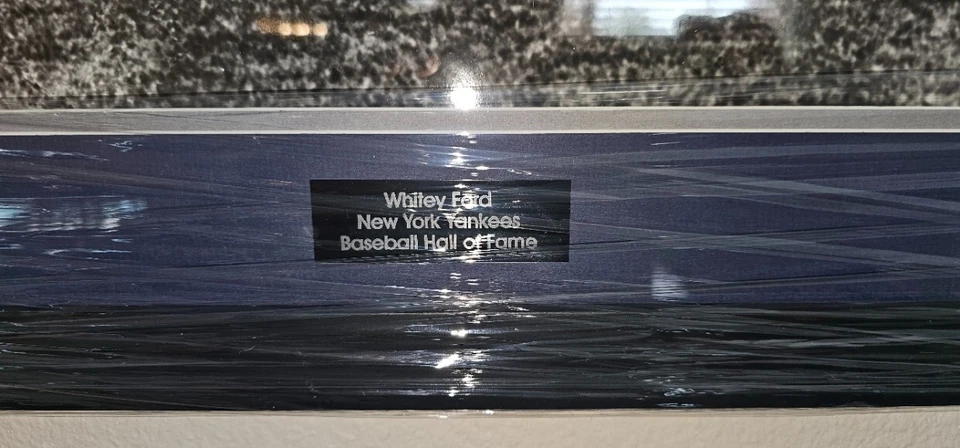 Whitey Ford
New York Yankees
Baseball Hall of Fame